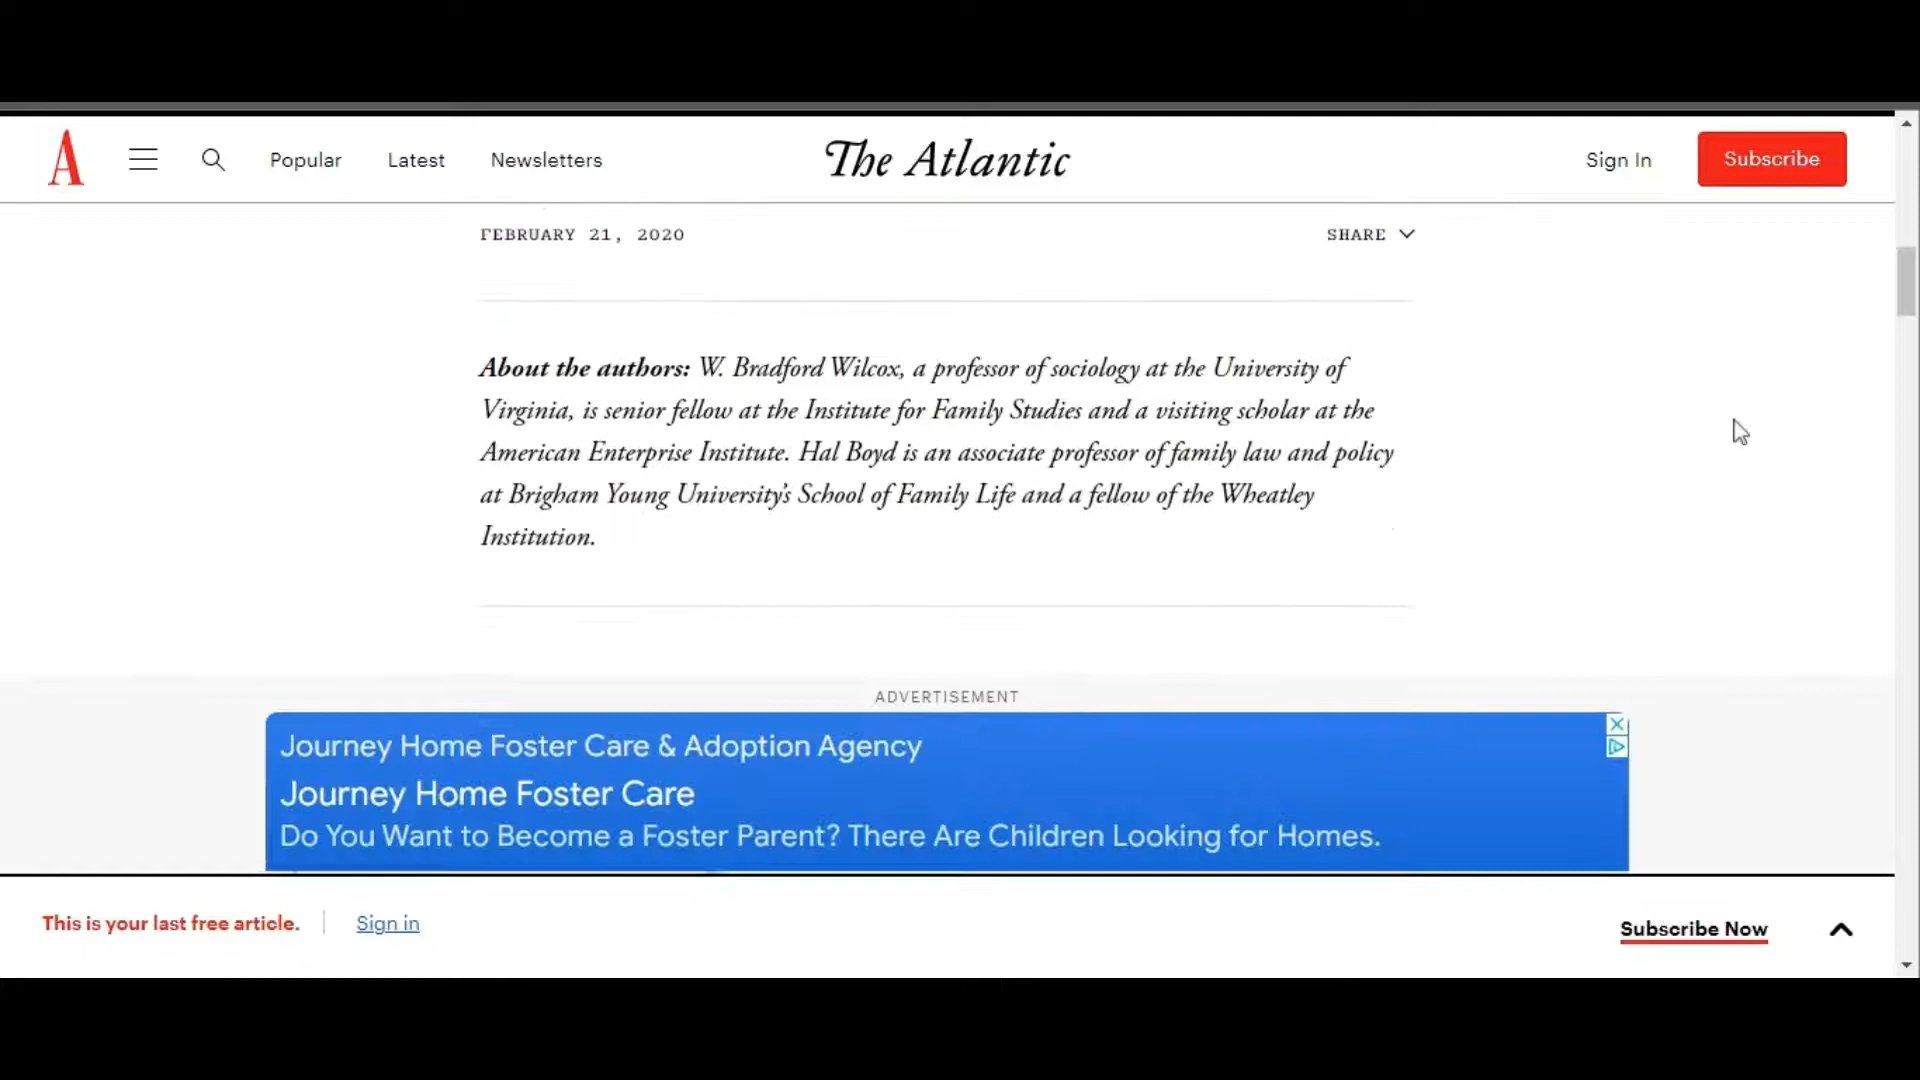 A
Popular
Latest
Newsletters
The Atlantic
Sign In
Subscribe
FEBRUARY 21, 2020
SHARE
About the authors: W. Bradford Wilcox, a professor of sociology at the University of
Virginia, is senior fellow at the Institute for Family Studies and a visiting scholar at the
American Enterprise Institute. Hal Boyd is an associate professor of family law and policy
at Brigham Young University's School of Family Life and a fellow of the Wheatley
Institution.
ADVERTISEMENT
Journey Home Foster Care & Adoption Agency
Journey Home Foster Care
Do You Want to Become a Foster Parent? There Are Children Looking for Homes.
This is your last free article.
Sign in
Subscribe Now